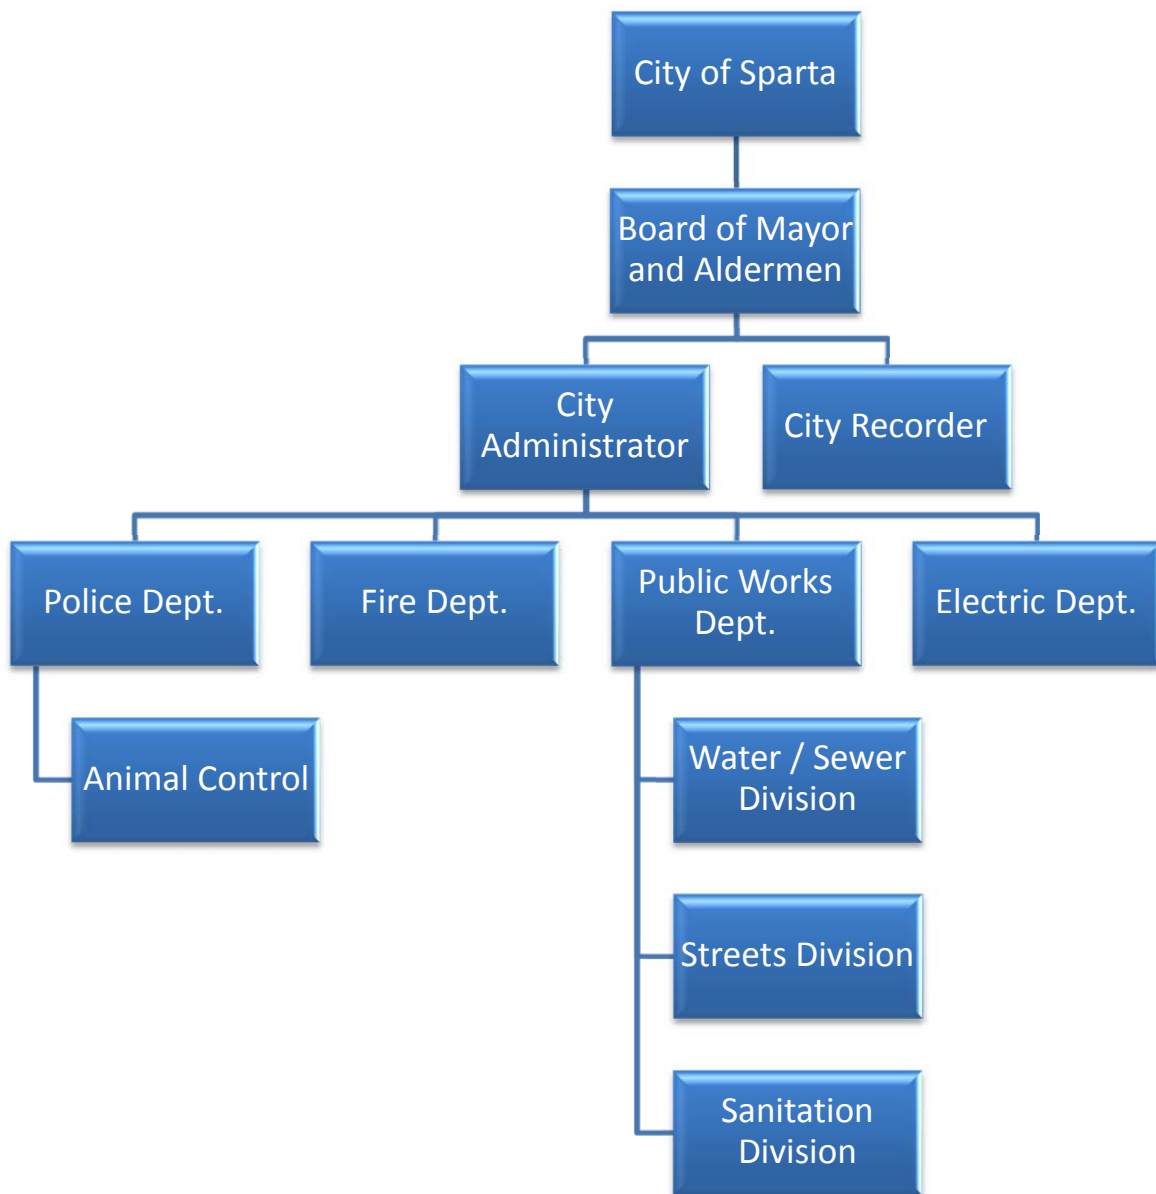 City of Sparta
Board of Mayor
and Aldermen
City
Administrator
City Recorder
Police Dept.
Fire Dept.
Public Works
Dept.
Electric Dept.
Animal Control
Water / Sewer
Division
Streets Division
Sanitation
Division